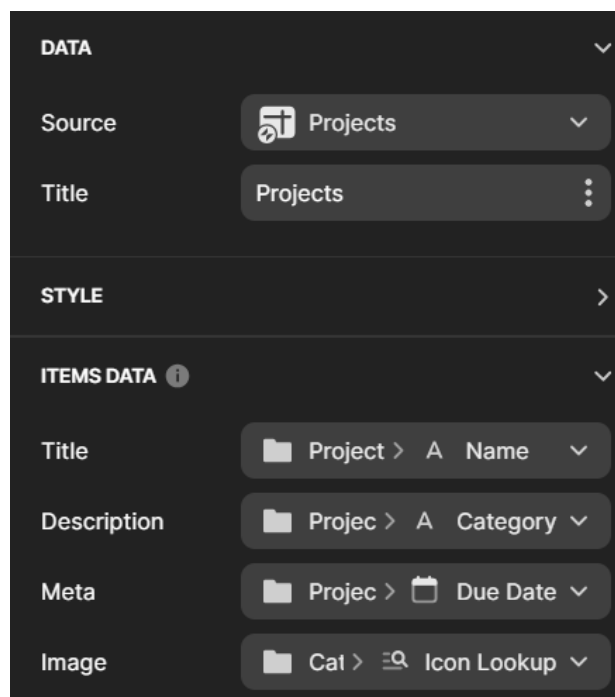 DATA
Source Projects
Title Projects
STYLE
ITEMS DATA
Title Project > A Name
Description Projec > A Category
Meta Projec > Due Date
Image Cat > Icon Lookup